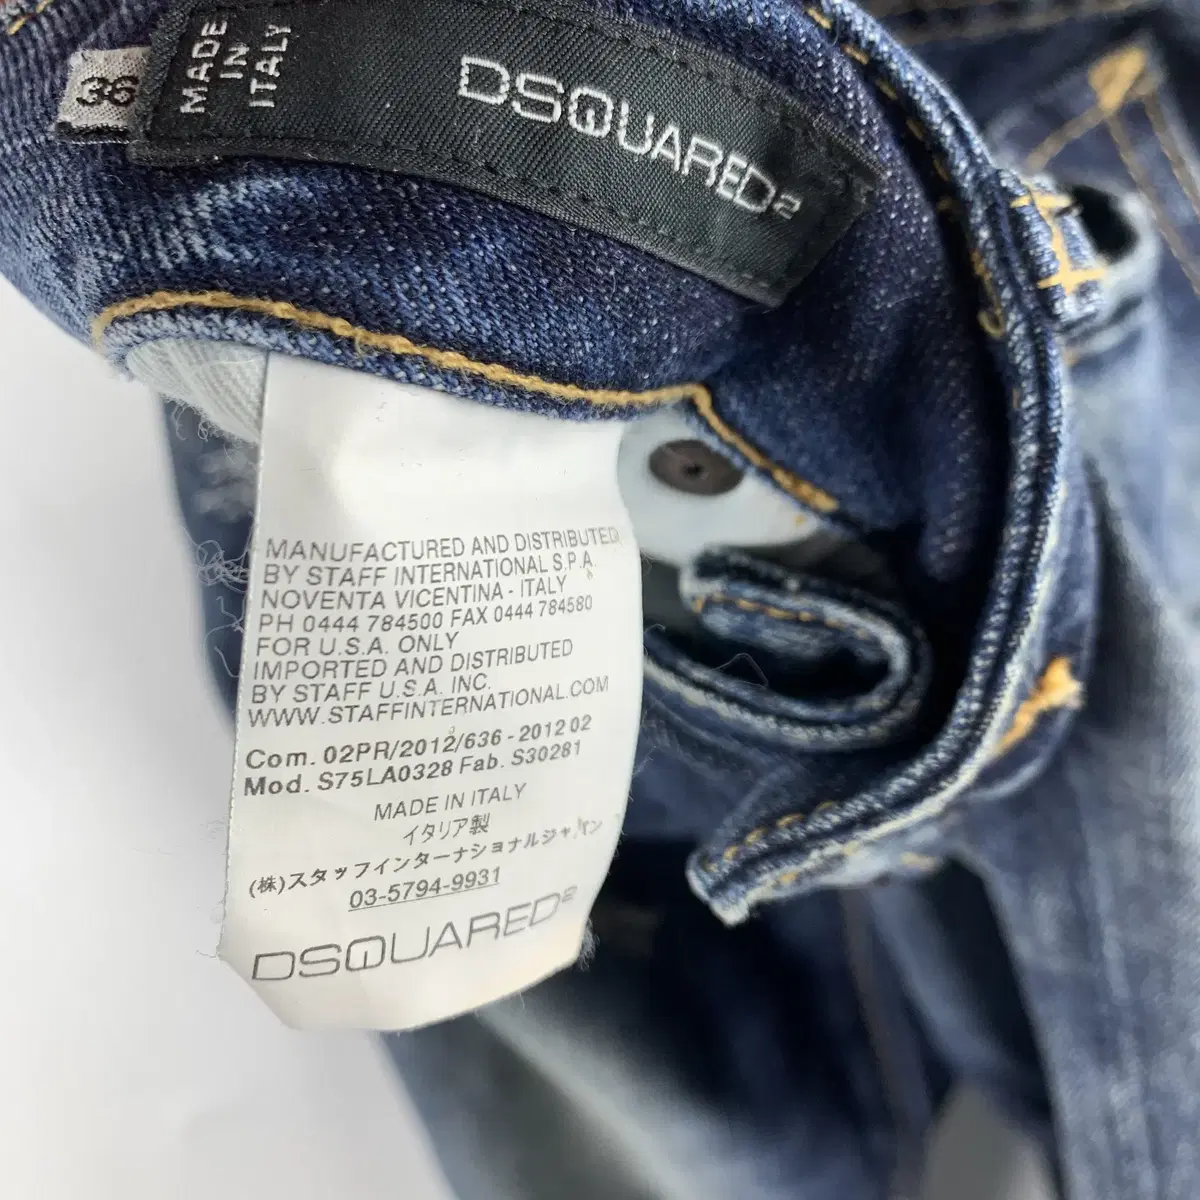 36
MADE
IN
ITALY
DSQUARED2
MANUFACTURED AND DISTRIBUTED
BY STAFF INTERNATIONAL S.P.A.
NOVENTA VICENTINA - ITALY
PH 0444 784500 FAX 0444 784580
FOR U.S.A. ONLY
IMPORTED AND DISTRIBUTED
BY STAFF U.S.A. INC.
WWW.STAFFINTERNATIONAL.COM
Com. 02PR/2012/636 - 2012 02
Mod. S75LA0328 Fab. S30281
MADE IN ITALY
イタリア製
(株)スタッフインターナショナルジャパン
03-5794-9931
DSQUARED2